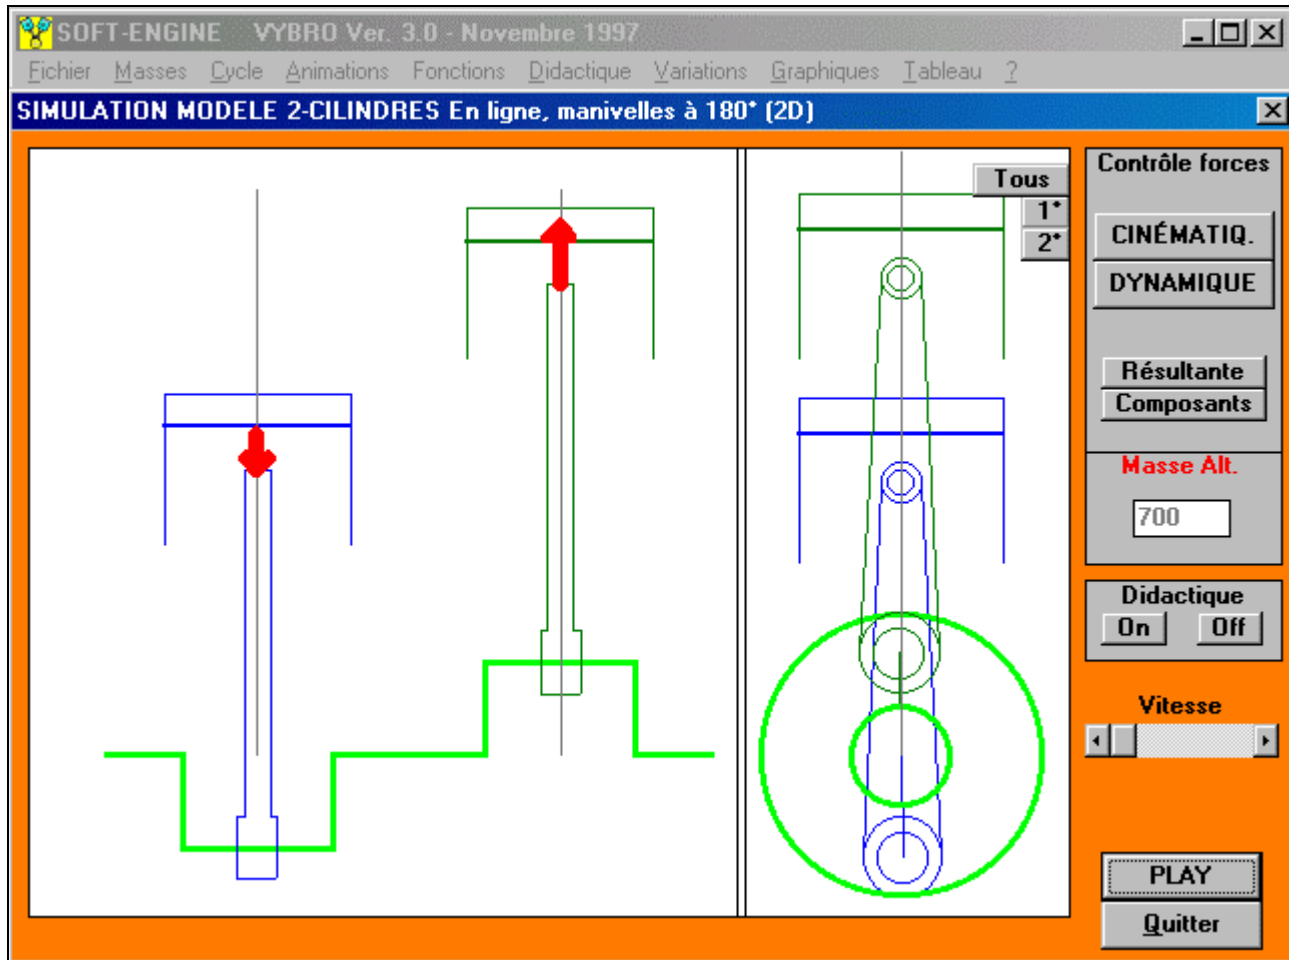 SOFT-ENGINE VYBRO Ver. 3.0 - Novembre 1997
Fichier Masses Cycle Animations Fonctions Didactique Variations Graphiques Tableau ?
SIMULATION MODELE 2-CILINDRES En ligne, manivelles à 180° (2D)
Tous
1°
2°
Contrôle forces
CINÉMATIQ.
DYNAMIQUE
Résultante
Composants
Masse Alt.
700
Didactique
On Off
Vitesse
PLAY
Quitter